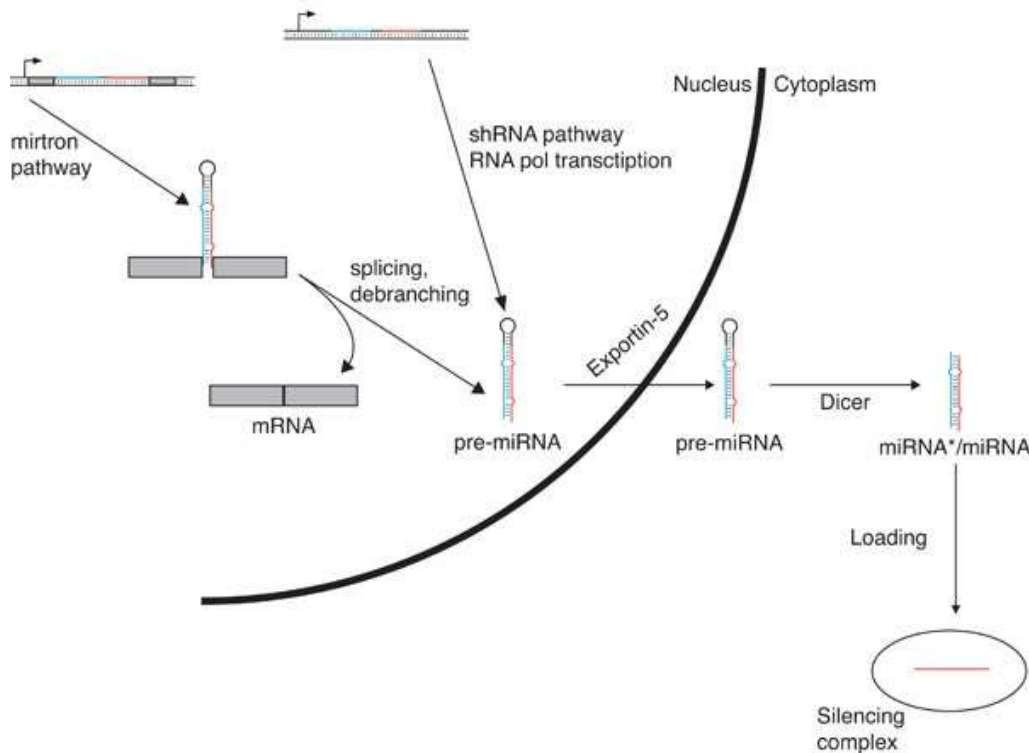 Nucleus
Cytoplasm
mirtron
pathway
shRNA pathway
RNA pol transctiption
splicing,
debranching
Exportin-5
mRNA
pre-miRNA
pre-miRNA
Dicer
miRNA*/miRNA
Loading
Silencing
complex